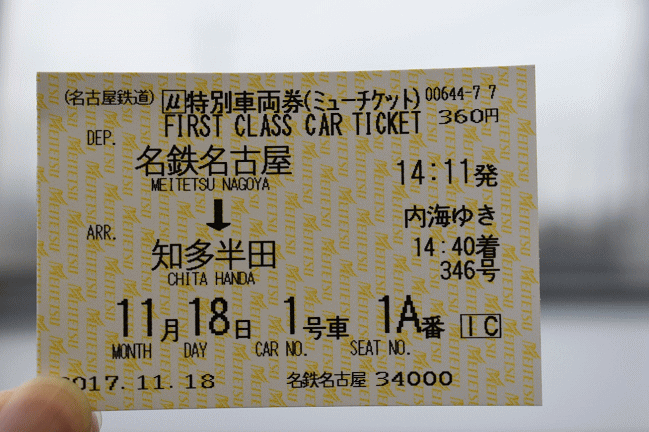 (名古屋鉄道) μ特別車両券(ミューチケット) 00644-77
FIRST CLASS CAR TICKET 360円
DEP.
名鉄名古屋 14:11発
MEITETSU NAGOYA
内海ゆき
ARR.
知多半田 14:40着
CHITA HANDA 346号
11月18日 1号車 1A番 IC
MONTH DAY CAR NO. SEAT NO.
2017.11.18 名鉄名古屋 34000